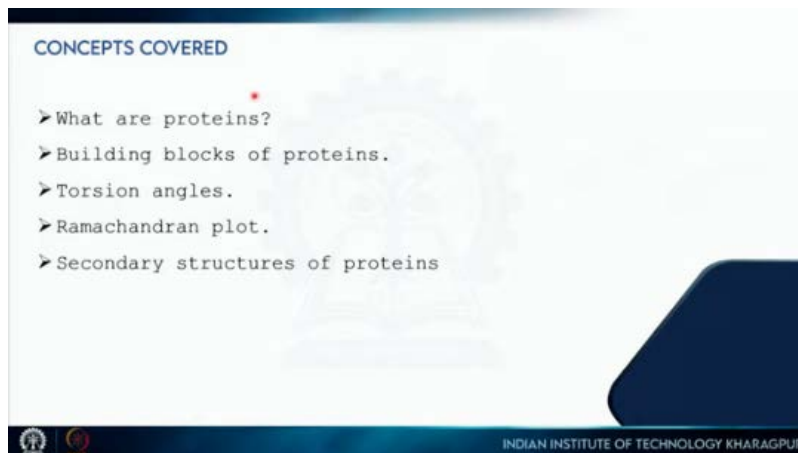 CONCEPTS COVERED
➤What are proteins?
➤Building blocks of proteins.
➤Torsion angles.
➤Ramachandran plot.
➤Secondary structures of proteins
INDIAN INSTITUTE OF TECHNOLOGY KHARAGPUR